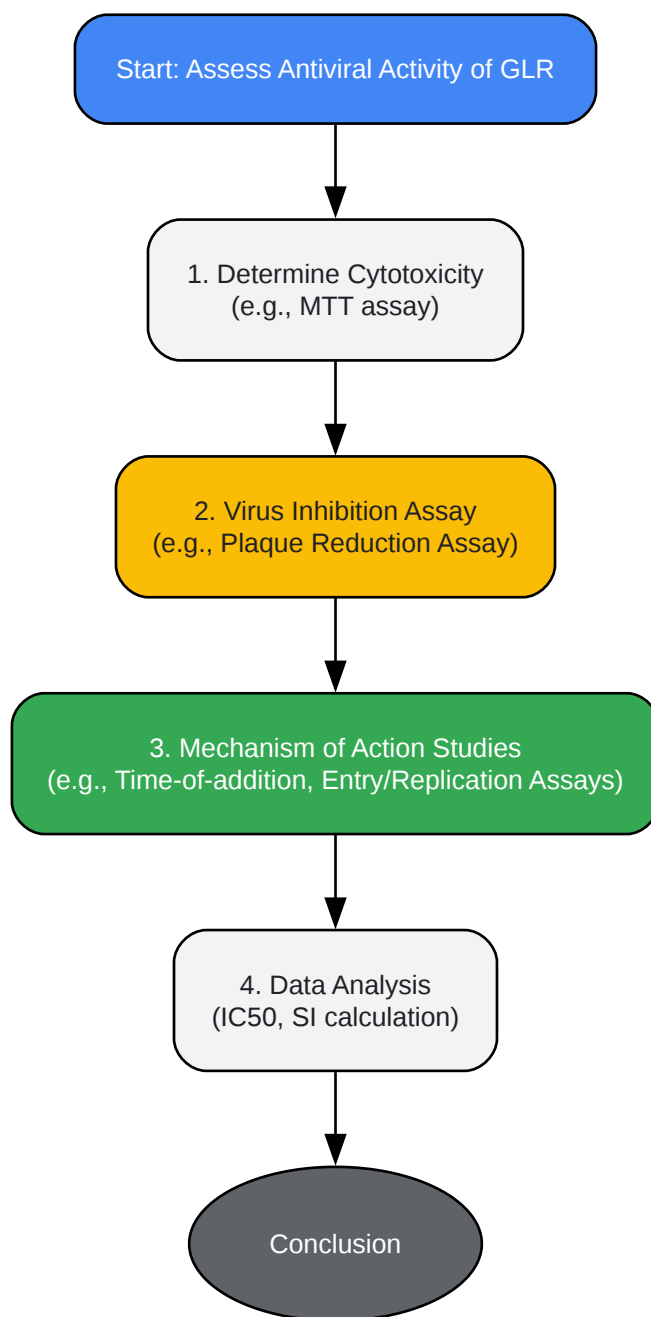 Start: Assess Antiviral Activity of GLR
1. Determine Cytotoxicity
(e.g., MTT assay)
2. Virus Inhibition Assay
(e.g., Plaque Reduction Assay)
3. Mechanism of Action Studies
(e.g., Time-of-addition, Entry/Replication Assays)
4. Data Analysis
(IC50, SI calculation)
Conclusion